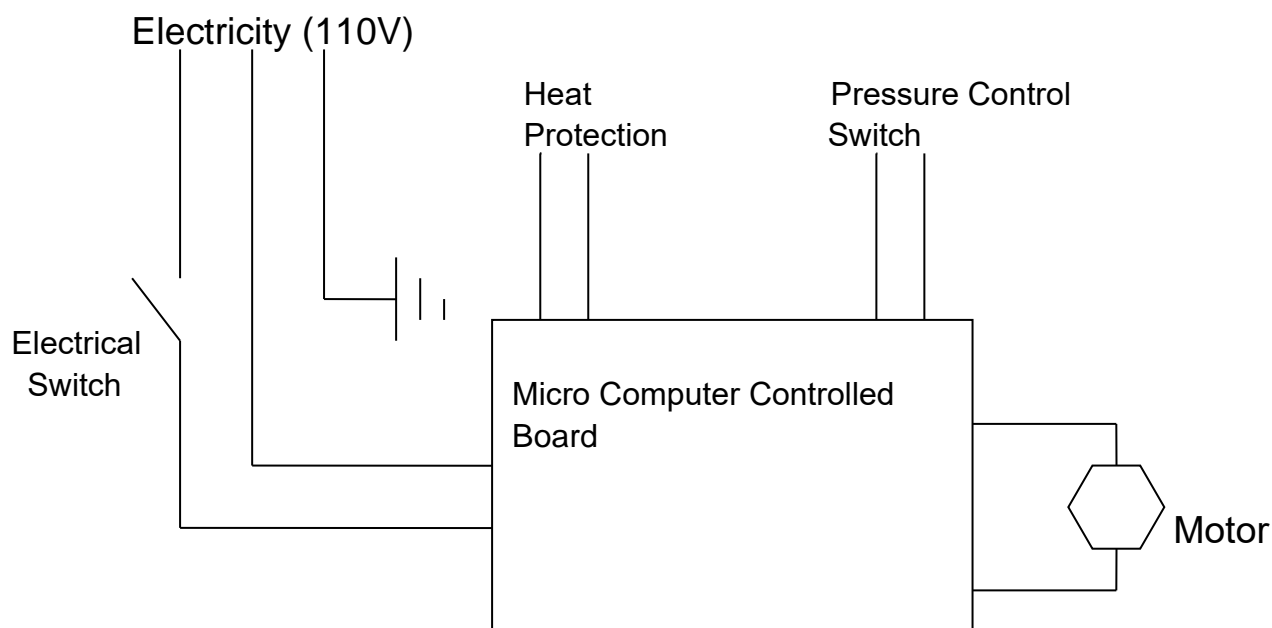 Electricity (110V)
Heat
Protection
Pressure Control
Switch
Electrical
Switch
Micro Computer Controlled
Board
Motor